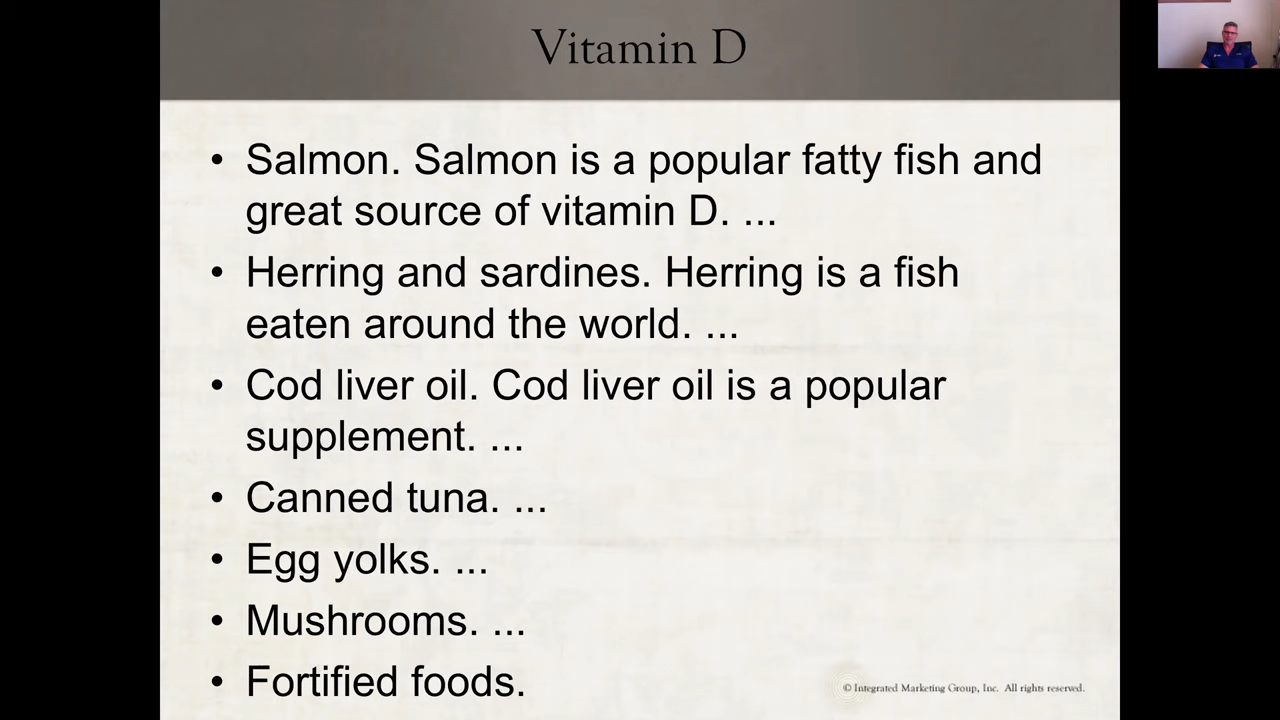 Vitamin D
• Salmon. Salmon is a popular fatty fish and
great source of vitamin D. ...
• Herring and sardines. Herring is a fish
eaten around the world. ...
• Cod liver oil. Cod liver oil is a popular
supplement. ...
• Canned tuna. ...
• Egg yolks. ...
• Mushrooms. ...
• Fortified foods.
© Integrated Marketing Group, Inc. All rights reserved.